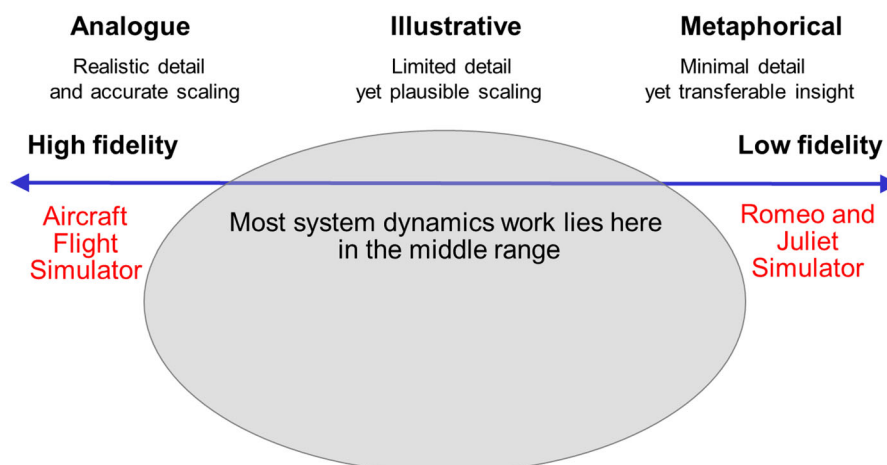 Analogue
Realistic detail
and accurate scaling
Illustrative
Limited detail
yet plausible scaling
Metaphorical
Minimal detail
yet transferable insight
High fidelity
Low fidelity
Aircraft
Flight
Simulator
Most system dynamics work lies here
in the middle range
Romeo and
Juliet
Simulator